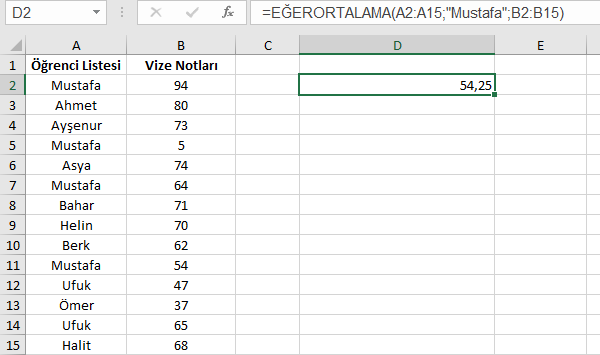 D2 fx =EĞERORTALAMA(A2:A15;"Mustafa";B2:B15)
A B C D E
1 Öğrenci Listesi Vize Notları
2 Mustafa 94 54,25
3 Ahmet 80
4 Ayşenur 73
5 Mustafa 5
6 Asya 74
7 Mustafa 64
8 Bahar 71
9 Helin 70
10 Berk 62
11 Mustafa 54
12 Ufuk 47
13 Ömer 37
14 Ufuk 65
15 Halit 68